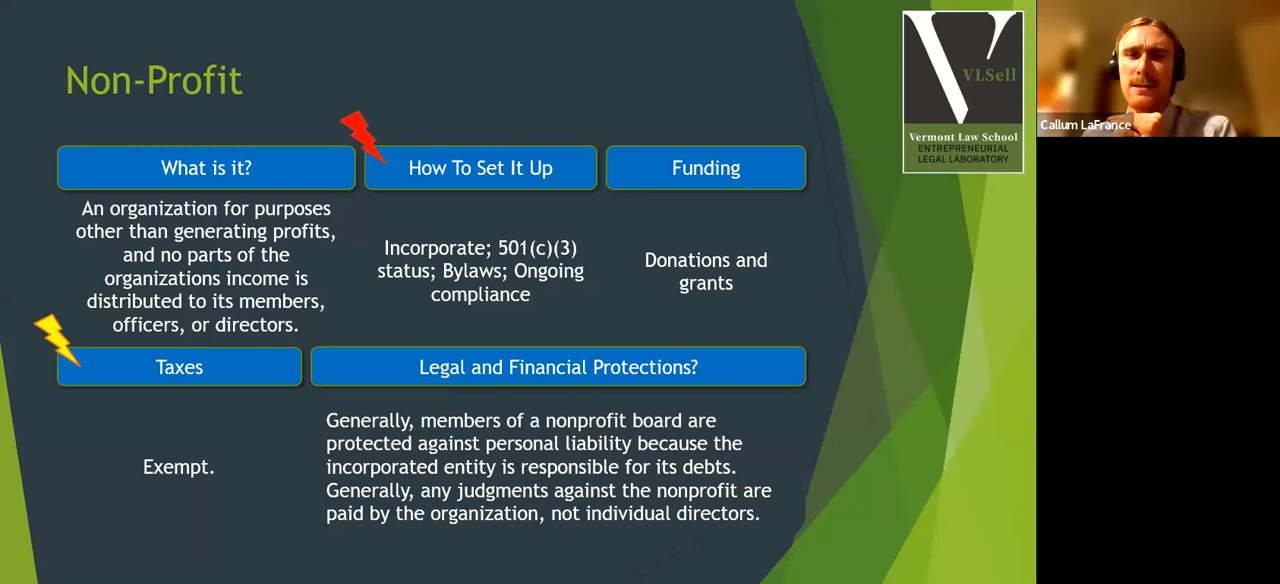 Non-Profit
What is it?
How To Set It Up
Funding
An organization for purposes
other than generating profits,
and no parts of the
organizations income is
distributed to its members,
officers, or directors.
Incorporate; 501(c)(3)
status; Bylaws; Ongoing
compliance
Donations and
grants
Taxes
Legal and Financial Protections?
Exempt.
Generally, members of a nonprofit board are
protected against personal liability because the
incorporated entity is responsible for its debts.
Generally, any judgments against the nonprofit are
paid by the organization, not individual directors.
V
VLSell
Vermont Law School
ENTREPRENEURIAL
LEGAL LABORATORY
Callum LaFrance